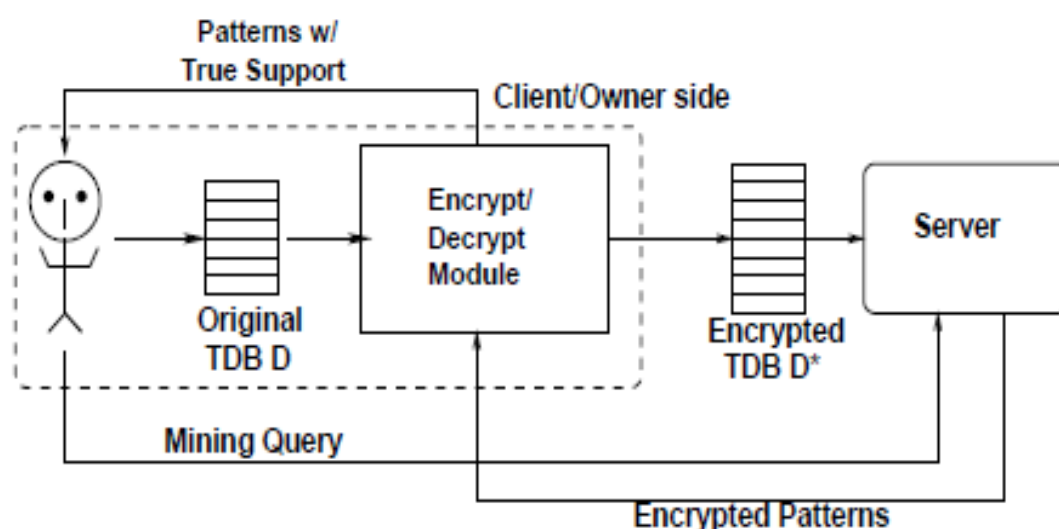 Patterns w/
True Support
Client/Owner side
Encrypt/
Decrypt
Module
Server
Original
TDB D
Encrypted
TDB D*
Mining Query
Encrypted Patterns